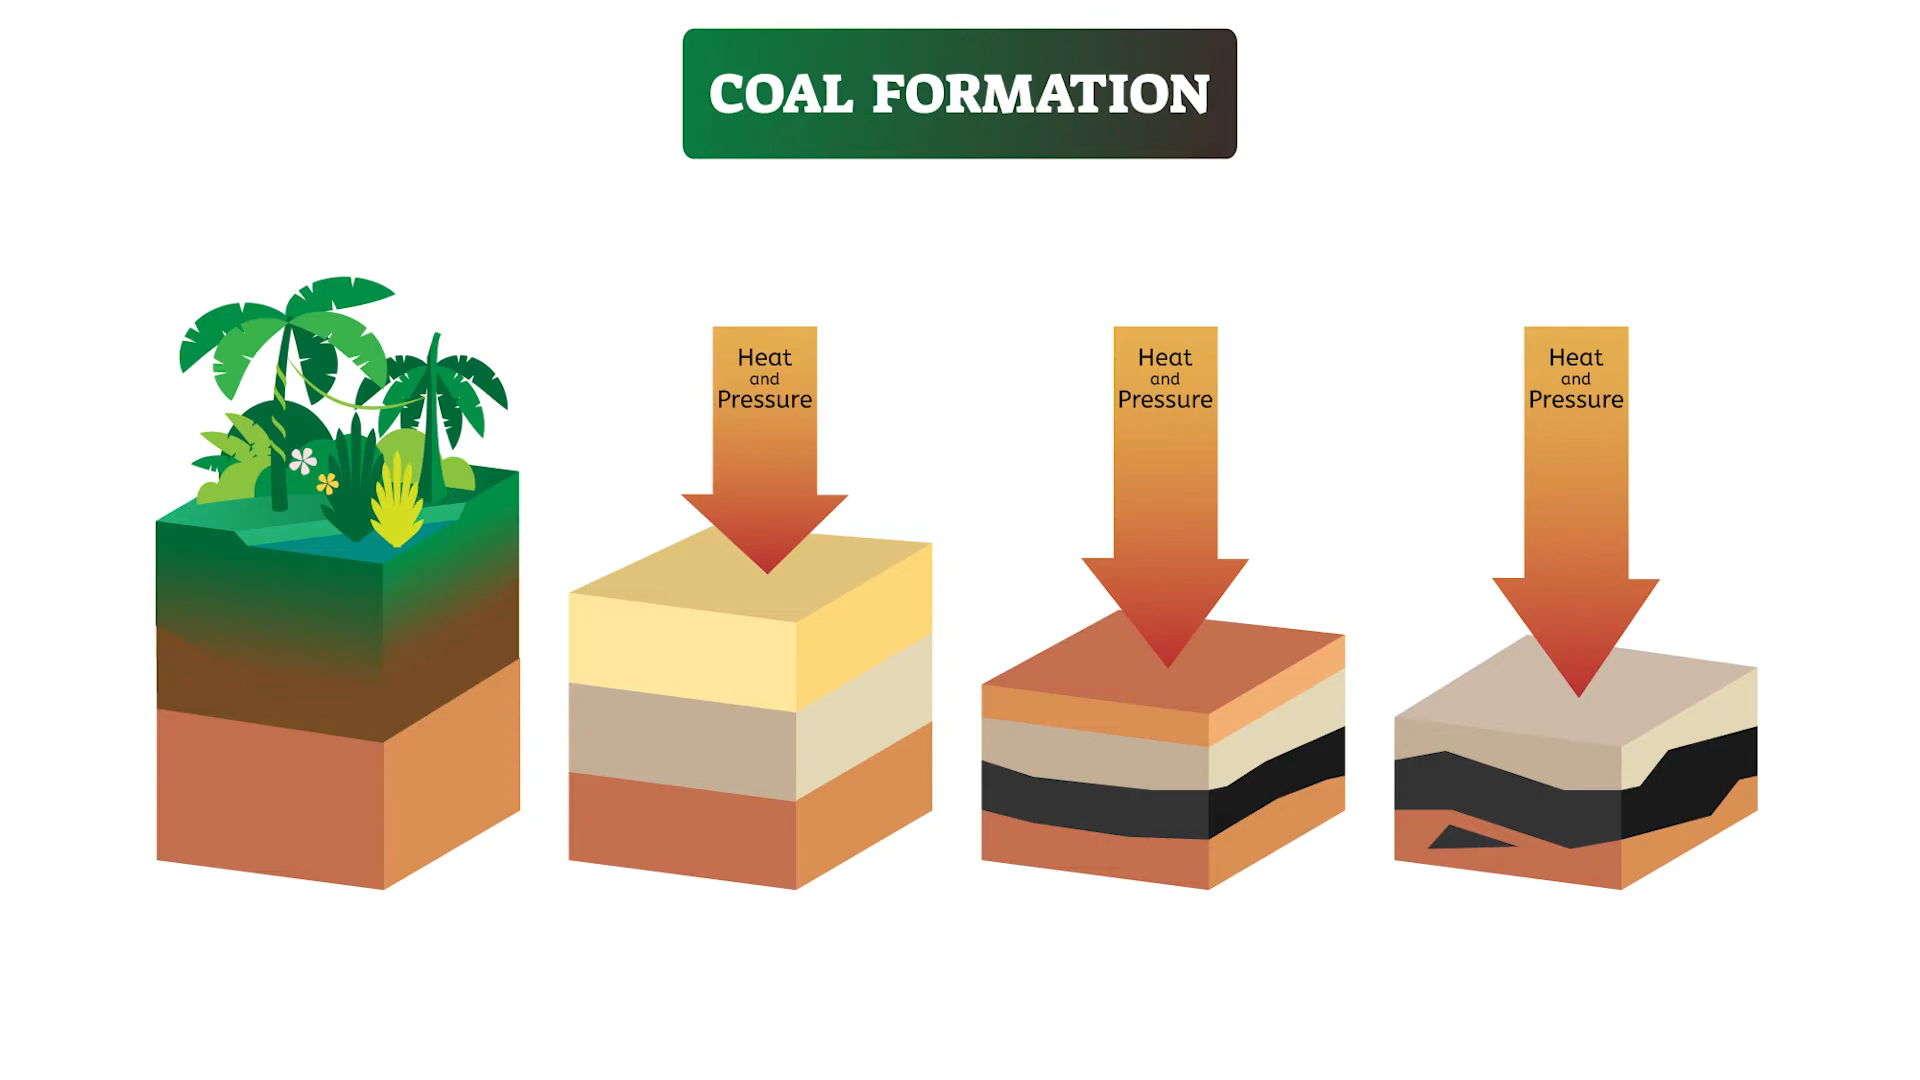 COAL FORMATION
Heat
and
Pressure
Heat
and
Pressure
Heat
and
Pressure